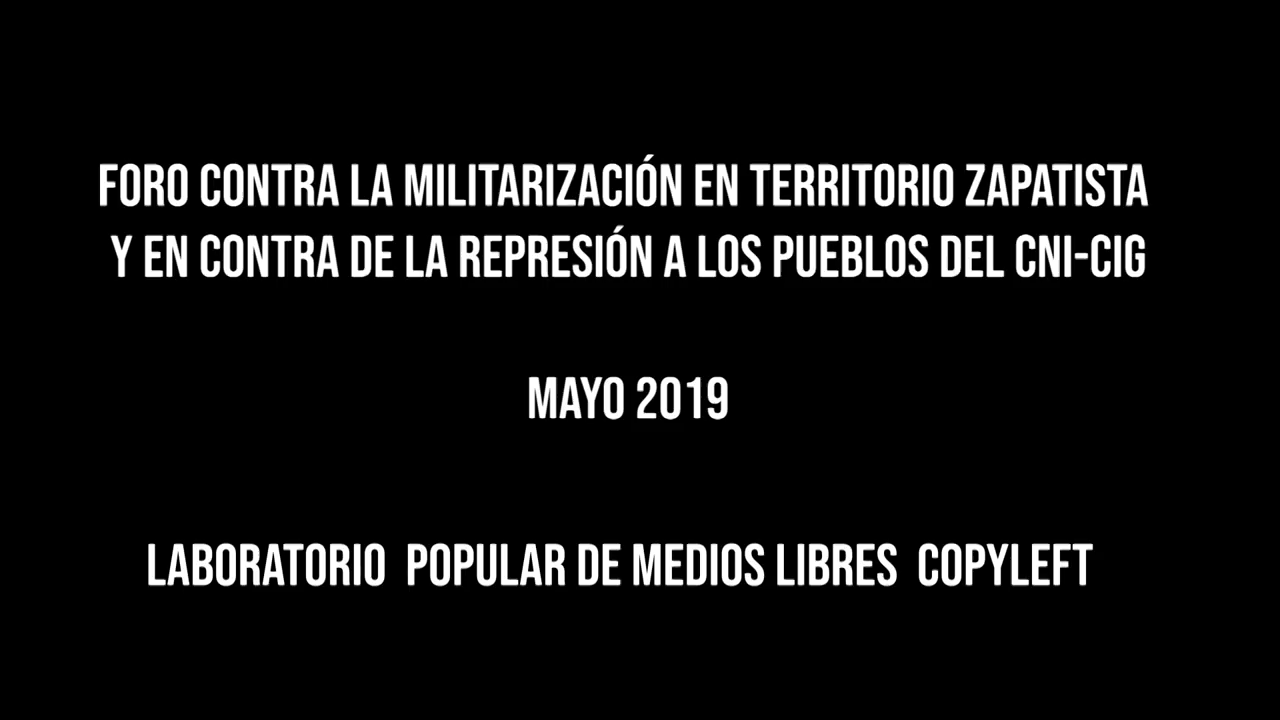 FORO CONTRA LA MILITARIZACIÓN EN TERRITORIO ZAPATISTA
Y EN CONTRA DE LA REPRESIÓN A LOS PUEBLOS DEL CNI-CIG
MAYO 2019
LABORATORIO POPULAR DE MEDIOS LIBRES COPYLEFT